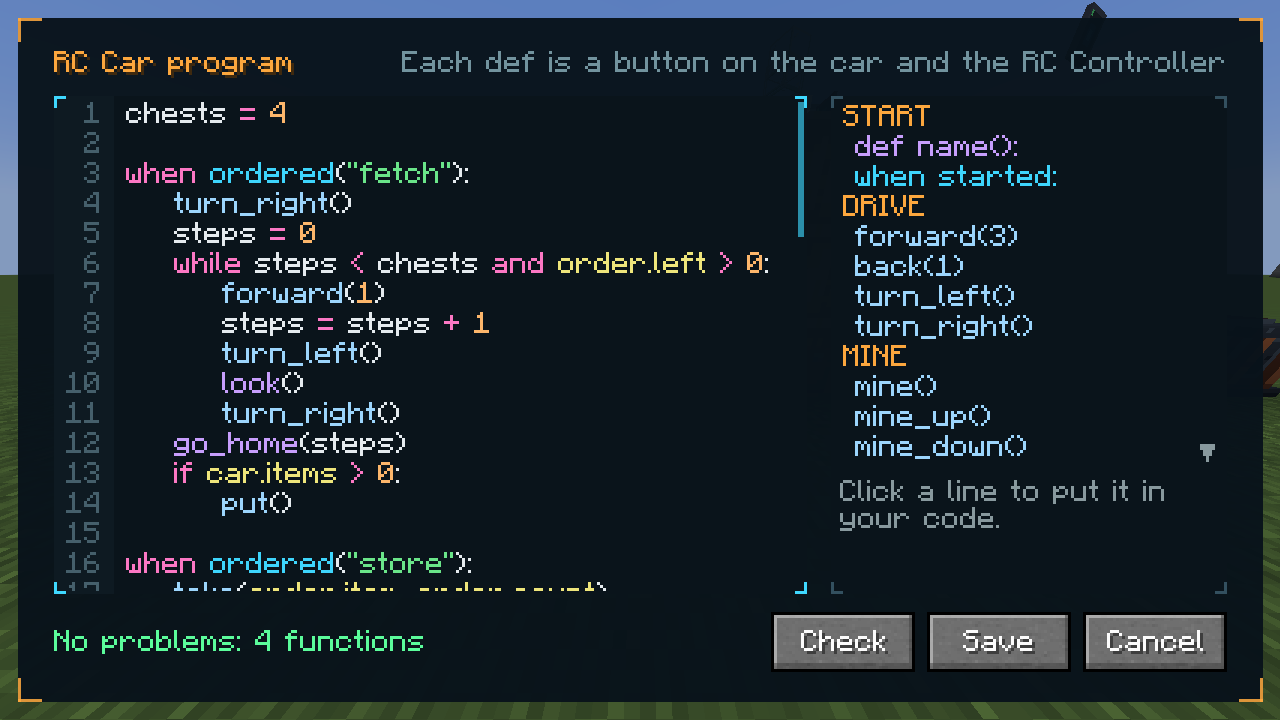 RC Car program
Each def is a button on the car and the RC Controller
1 chests = 4
2
3 when ordered("fetch"):
4 turn_right()
5 steps = 0
6 while steps < chests and order.left > 0:
7 forward(1)
8 steps = steps + 1
9 turn_left()
10 look()
11 turn_right()
12 go_home(steps)
13 if car.items > 0:
14 put()
15
16 when ordered("store"):
START
def name():
when started:
DRIVE
forward(3)
back(1)
turn_left()
turn_right()
MINE
mine()
mine_up()
mine_down()
Click a line to put it in
your code.
No problems: 4 functions
Check
Save
Cancel